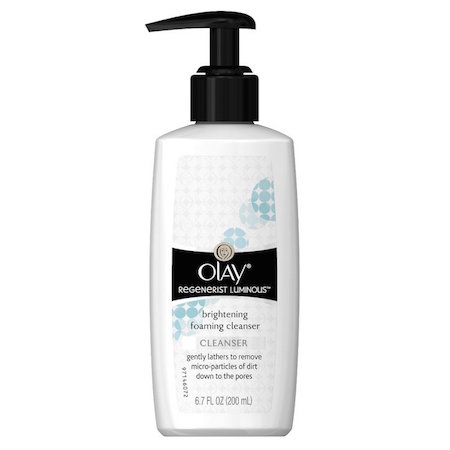 OLAY®
REGENERIST LUMINOUS™
brightening
foaming cleanser
CLEANSER
gently lathers to remove
micro-particles of dirt
down to the pores
6.7 FL OZ (200 mL)
97146072